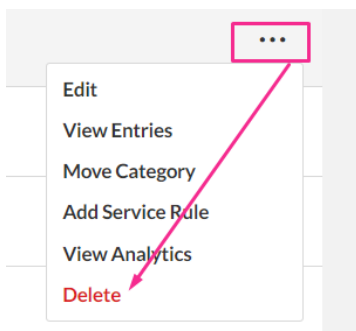 ...
Edit
View Entries
Move Category
Add Service Rule
View Analytics
Delete